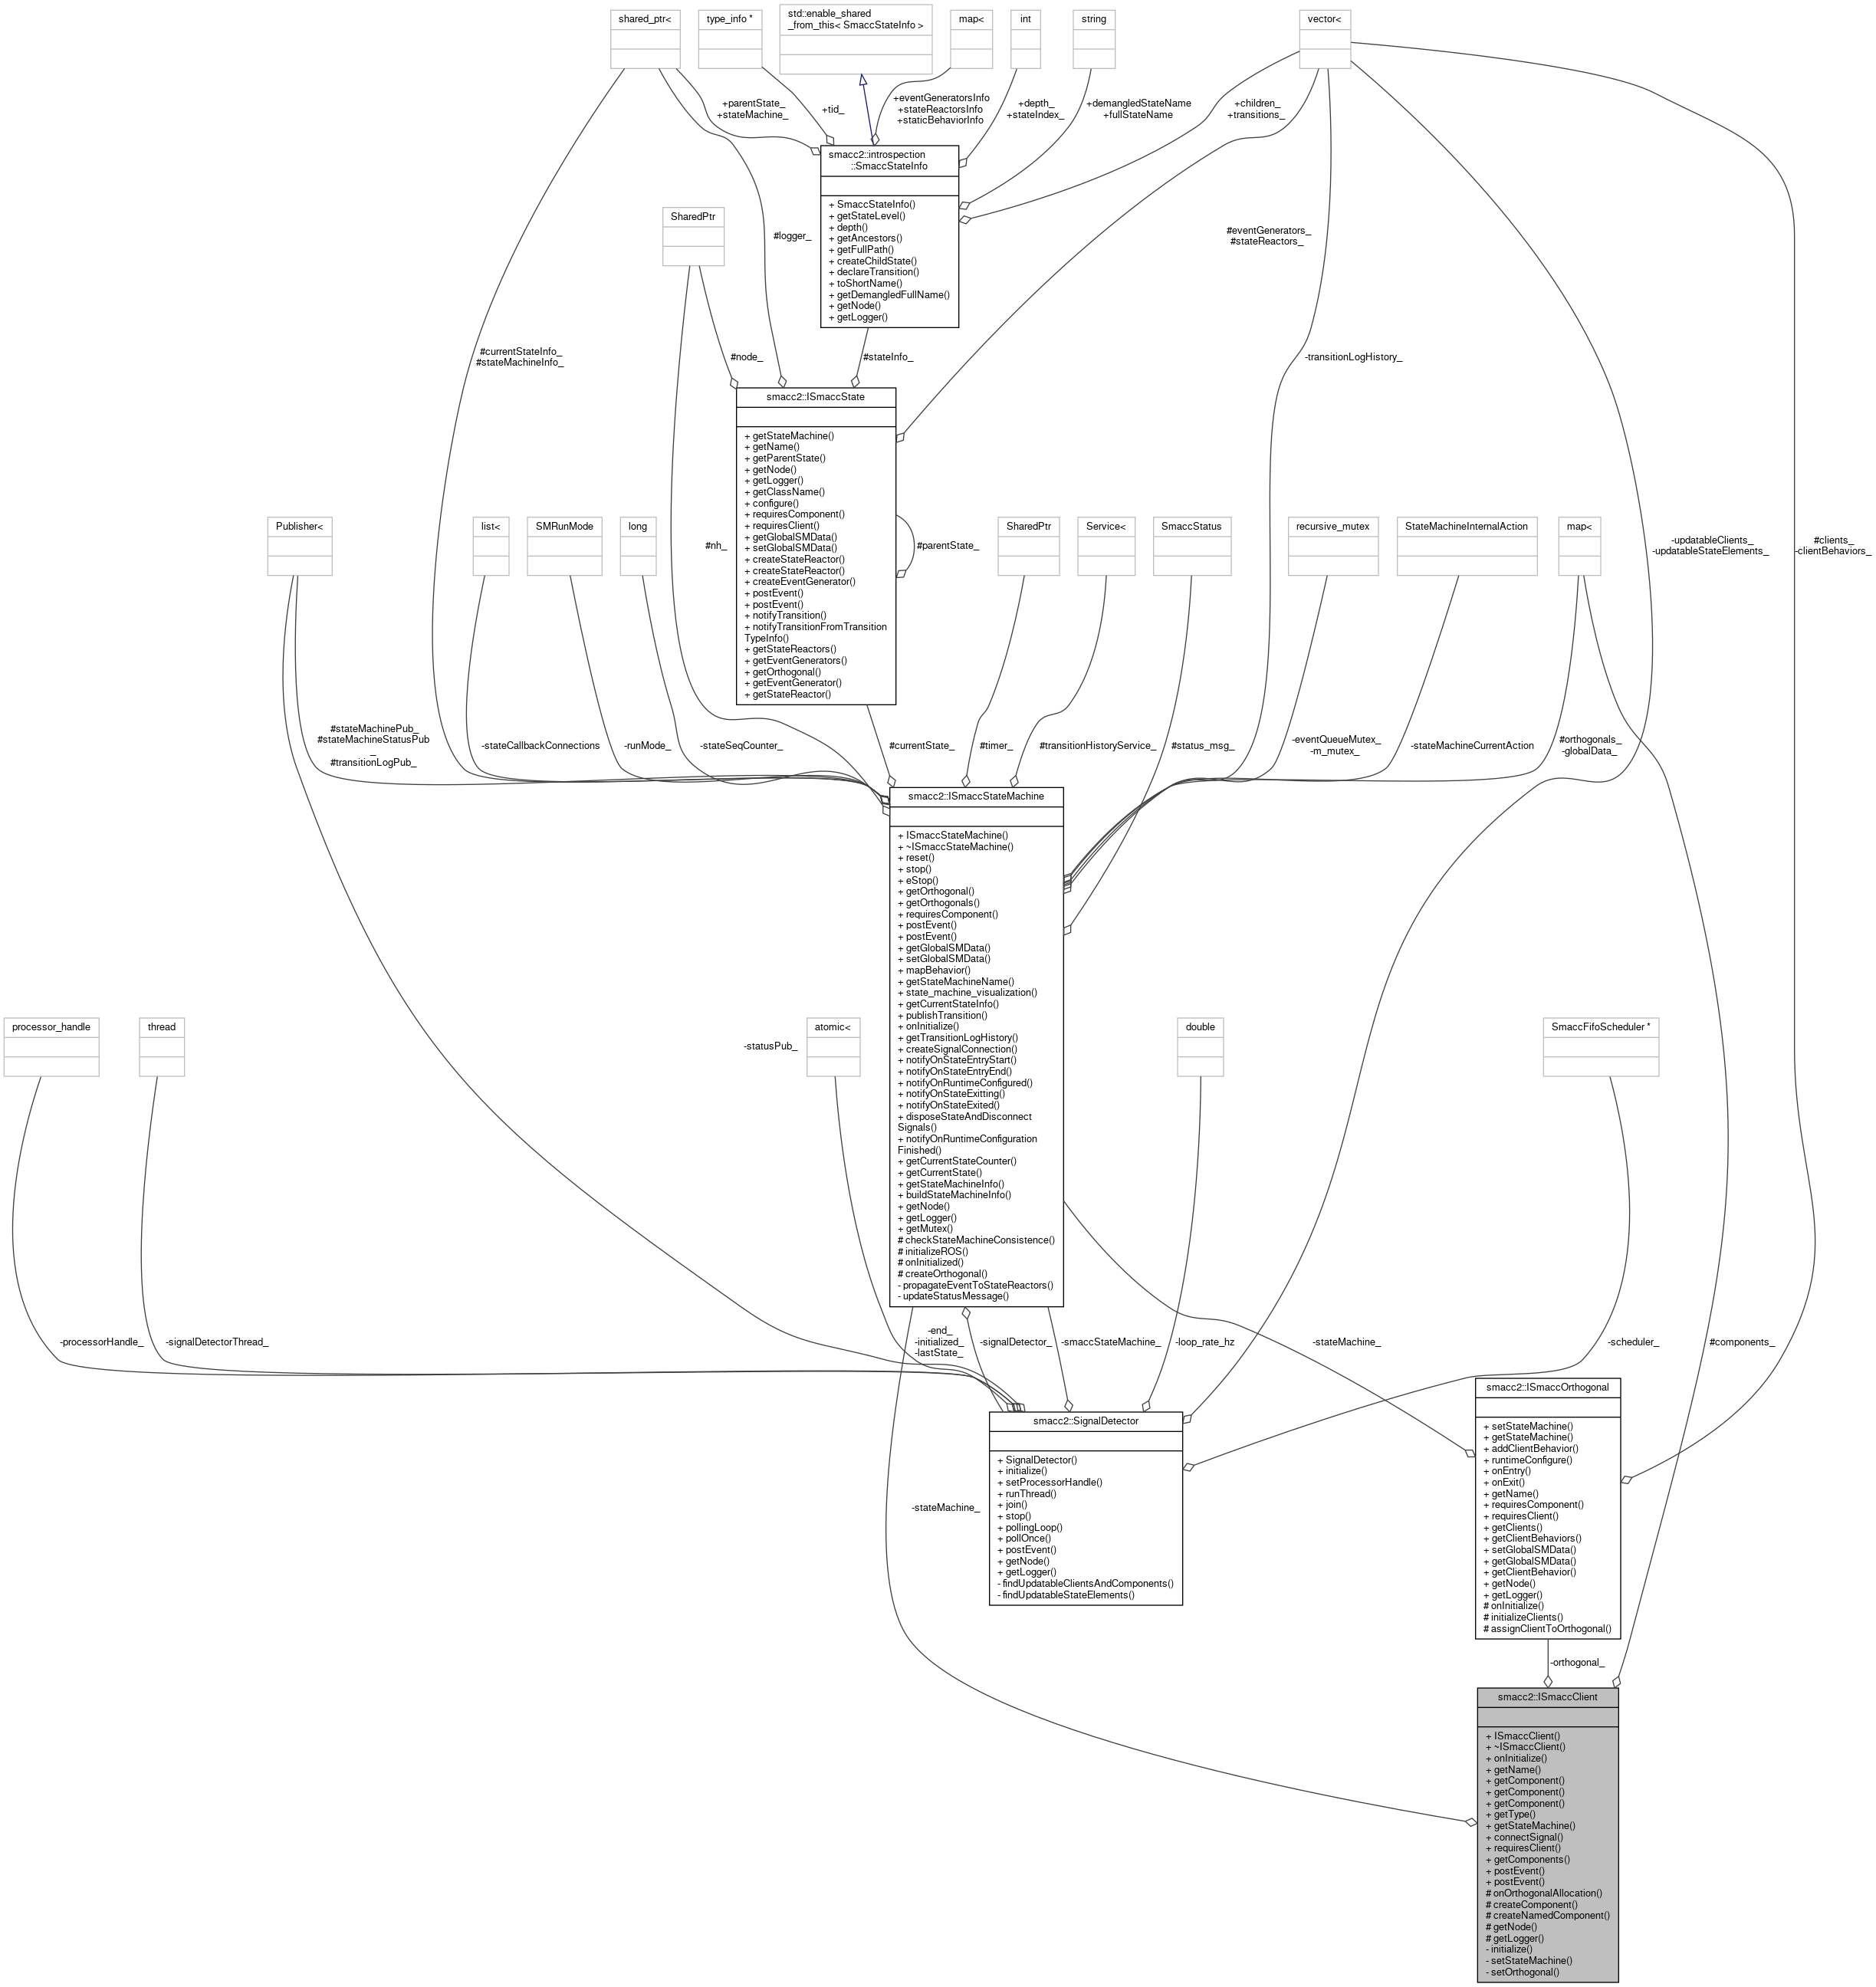 shared_ptr<
type_info *
std::enable_shared
_from_this< SmaccStateInfo >
map<
int
string
vector<
+parentState_
+stateMachine_
+tid_
+eventGeneratorsInfo
+stateReactorsInfo
+staticBehaviorInfo
+depth_
+stateIndex_
+demangledStateName
+fullStateName
+children_
+transitions_
smacc2::introspection
::SmaccStateInfo
+ SmaccStateInfo()
+ getStateLevel()
+ depth()
+ getAncestors()
+ getFullPath()
+ createChildState()
+ declareTransition()
+ toShortName()
+ getDemangledFullName()
+ getNode()
+ getLogger()
SharedPtr
#logger_
#eventGenerators_
#stateReactors_
#currentStateInfo_
#stateMachineInfo_
#node_
#stateInfo_
-transitionLogHistory_
smacc2::ISmaccState
+ getStateMachine()
+ getName()
+ getParentState()
+ getNode()
+ getLogger()
+ getClassName()
+ configure()
+ requiresComponent()
+ requiresClient()
+ getGlobalSMData()
+ setGlobalSMData()
+ createStateReactor()
+ createStateReactor()
+ createEventGenerator()
+ postEvent()
+ postEvent()
+ notifyTransition()
+ notifyTransitionFromTransition
TypeInfo()
+ getStateReactors()
+ getEventGenerators()
+ getOrthogonal()
+ getEventGenerator()
+ getStateReactor()
Publisher<
list<
SMRunMode
long
#nh_
#parentState_
SharedPtr
Service<
SmaccStatus
recursive_mutex
StateMachineInternalAction
map<
-updatableClients_
-updatableStateElements_
#clients_
-clientBehaviors_
#stateMachinePub_
#stateMachineStatusPub
_
#transitionLogPub_
-stateCallbackConnections
-runMode_
-stateSeqCounter_
#currentState_
#timer_
#transitionHistoryService_
#status_msg_
-eventQueueMutex_
-m_mutex_
-stateMachineCurrentAction
#orthogonals_
-globalData_
smacc2::ISmaccStateMachine
+ ISmaccStateMachine()
+ ~ISmaccStateMachine()
+ reset()
+ stop()
+ eStop()
+ getOrthogonal()
+ getOrthogonals()
+ requiresComponent()
+ postEvent()
+ postEvent()
+ getGlobalSMData()
+ setGlobalSMData()
+ mapBehavior()
+ getStateMachineName()
+ state_machine_visualization()
+ getCurrentStateInfo()
+ publishTransition()
+ onInitialize()
+ getTransitionLogHistory()
+ createSignalConnection()
+ notifyOnStateEntryStart()
+ notifyOnStateEntryEnd()
+ notifyOnRuntimeConfigured()
+ notifyOnStateExitting()
+ notifyOnStateExited()
+ disposeStateAndDisconnect
Signals()
+ notifyOnRuntimeConfiguration
Finished()
+ getCurrentStateCounter()
+ getCurrentState()
+ getStateMachineInfo()
+ buildStateMachineInfo()
+ getNode()
+ getLogger()
+ getMutex()
# checkStateMachineConsistence()
# initializeROS()
# onInitialized()
# createOrthogonal()
- propagateEventToStateReactors()
- updateStatusMessage()
processor_handle
thread
-statusPub_
atomic<
double
SmaccFifoScheduler *
-processorHandle_
-signalDetectorThread_
-end_
-initialized_
-lastState_
-signalDetector_
-smaccStateMachine_
-loop_rate_hz
-stateMachine_
-scheduler_
#components_
smacc2::SignalDetector
+ SignalDetector()
+ initialize()
+ setProcessorHandle()
+ runThread()
+ join()
+ stop()
+ pollingLoop()
+ pollOnce()
+ postEvent()
+ getNode()
+ getLogger()
- findUpdatableClientsAndComponents()
- findUpdatableStateElements()
smacc2::ISmaccOrthogonal
+ setStateMachine()
+ getStateMachine()
+ addClientBehavior()
+ runtimeConfigure()
+ onEntry()
+ onExit()
+ getName()
+ requiresComponent()
+ requiresClient()
+ getClients()
+ getClientBehaviors()
+ setGlobalSMData()
+ getGlobalSMData()
+ getClientBehavior()
+ getNode()
+ getLogger()
# onInitialize()
# initializeClients()
# assignClientToOrthogonal()
-stateMachine_
-orthogonal_
smacc2::ISmaccClient
+ ISmaccClient()
+ ~ISmaccClient()
+ onInitialize()
+ getName()
+ getComponent()
+ getComponent()
+ getComponent()
+ getType()
+ getStateMachine()
+ connectSignal()
+ requiresClient()
+ getComponents()
+ postEvent()
+ postEvent()
# onOrthogonalAllocation()
# createComponent()
# createNamedComponent()
# getNode()
# getLogger()
- initialize()
- setStateMachine()
- setOrthogonal()